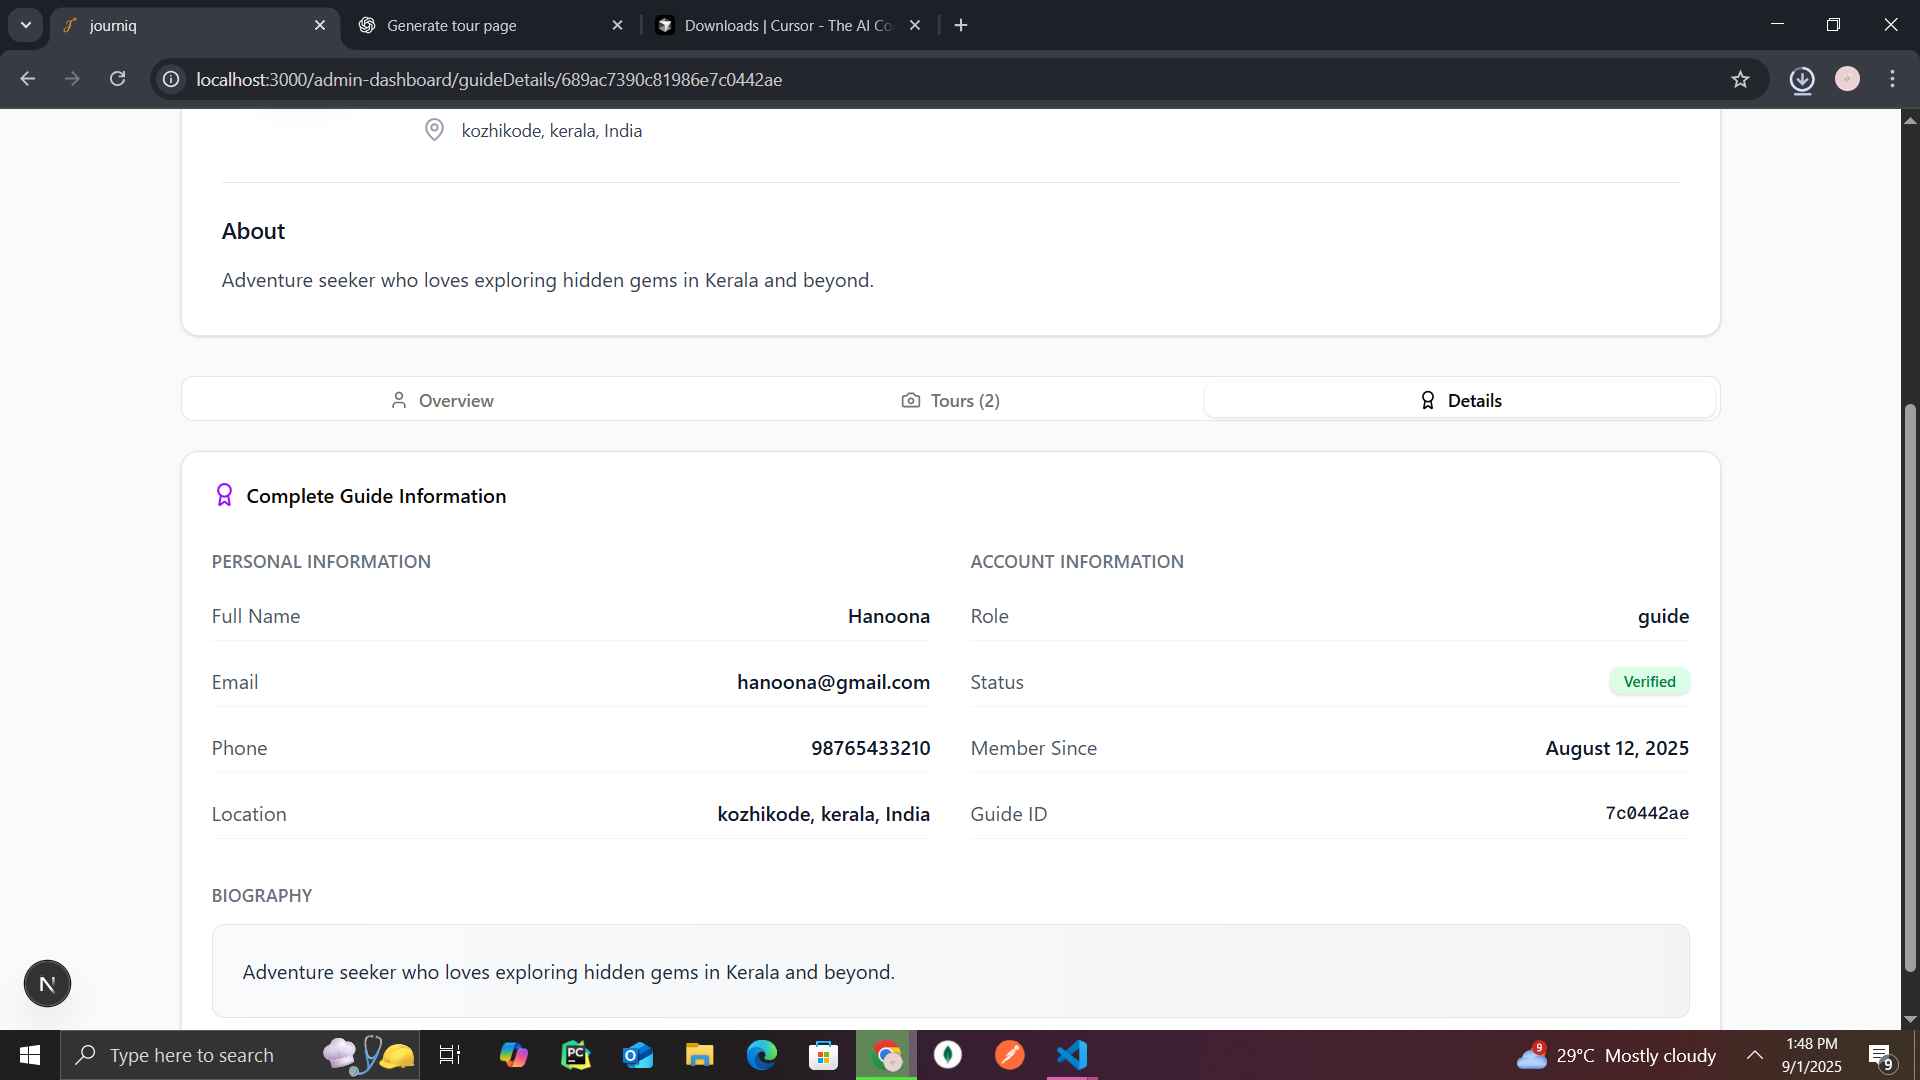 journiq
Generate tour page
Downloads | Cursor - The AI Co
localhost:3000/admin-dashboard/guideDetails/689ac7390c81986e7c0442ae
kozhikode, kerala, India
About
Adventure seeker who loves exploring hidden gems in Kerala and beyond.
Overview
Tours (2)
Details
Complete Guide Information
PERSONAL INFORMATION
Full Name
Hanoona
Email
hanoona@gmail.com
Phone
98765433210
Location
kozhikode, kerala, India
ACCOUNT INFORMATION
Role
guide
Status
Verified
Member Since
August 12, 2025
Guide ID
7c0442ae
BIOGRAPHY
Adventure seeker who loves exploring hidden gems in Kerala and beyond.
N
Type here to search
PC
9
29°C Mostly cloudy
1:48 PM
9/1/2025
9